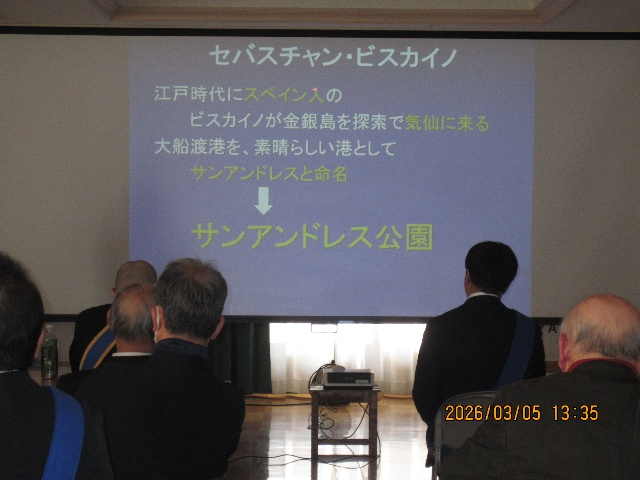 セバスチャン・ビスカイノ
江戸時代にスペイン人の
ビスカイノが金銀島を探索で気仙に来る
大船渡港を、素晴らしい港として
サンアンドレスと命名
サンアンドレス公園
2026/03/05 13:35